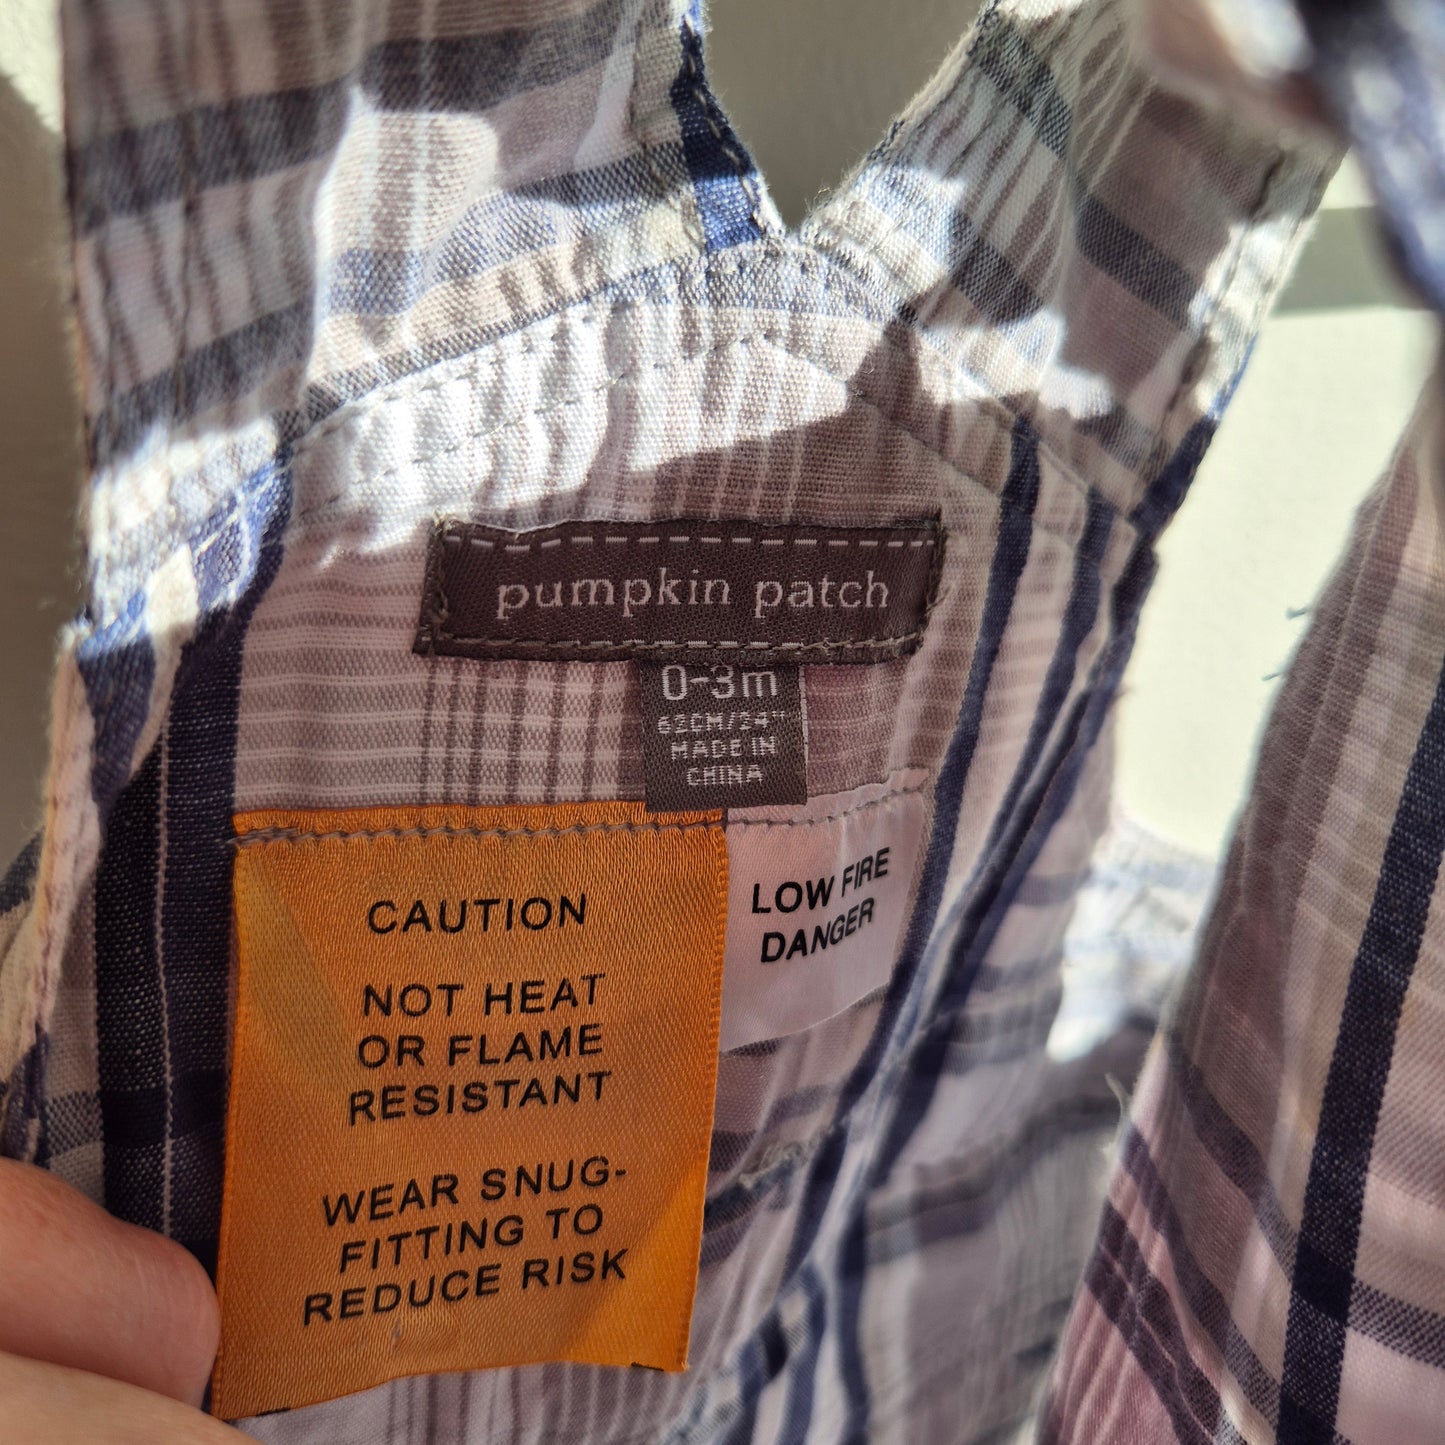 pumpkin patch
0-3m
62CM/24"
MADE IN
CHINA
CAUTION
NOT HEAT
OR FLAME
RESISTANT
WEAR SNUG-
FITTING TO
REDUCE RISK
LOW FIRE
DANGER